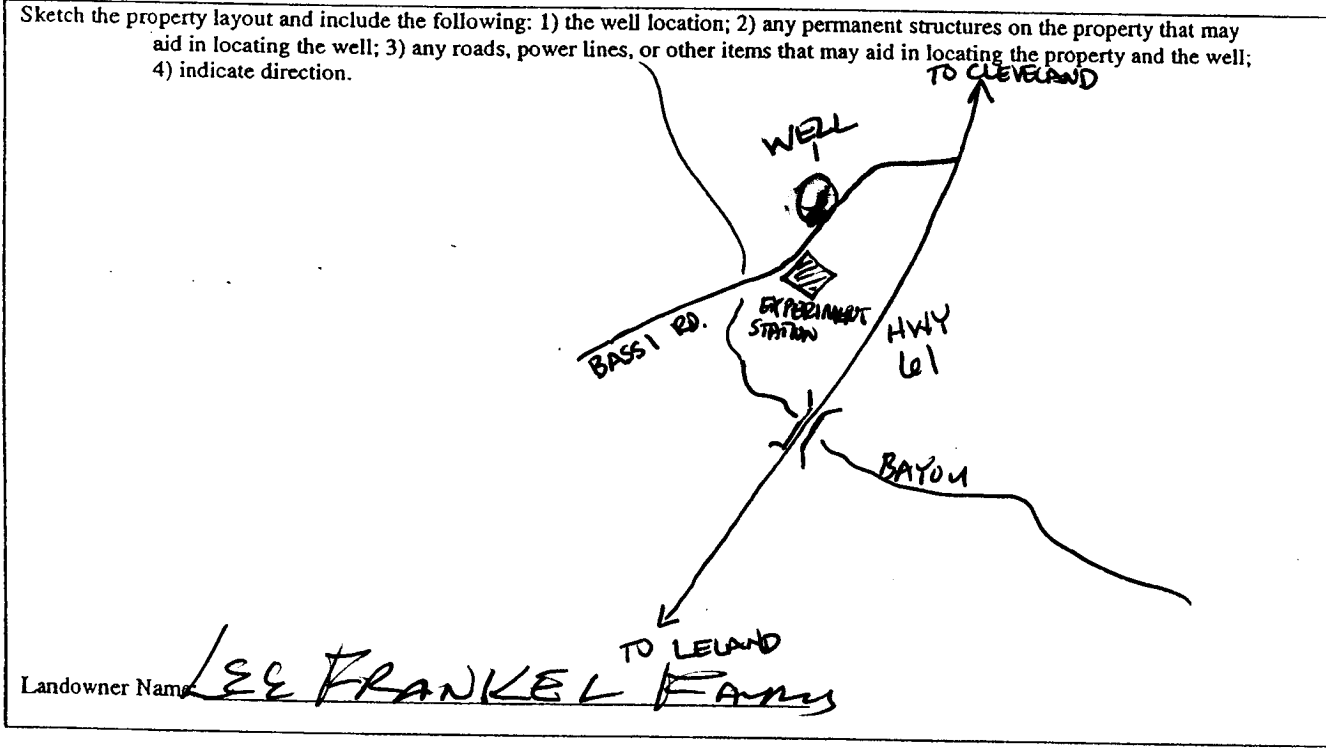 Sketch the property layout and include the following: 1) the well location; 2) any permanent structures on the property that may
aid in locating the well; 3) any roads, power lines, or other items that may aid in locating the property and the well;
4) indicate direction.
TO CLEVELAND
WELL
EXPERIMENT
STATION
BASSI RD.
HWY
61
BAYOU
TO LELAND
Landowner Name: LEE FRANKEL FARMS